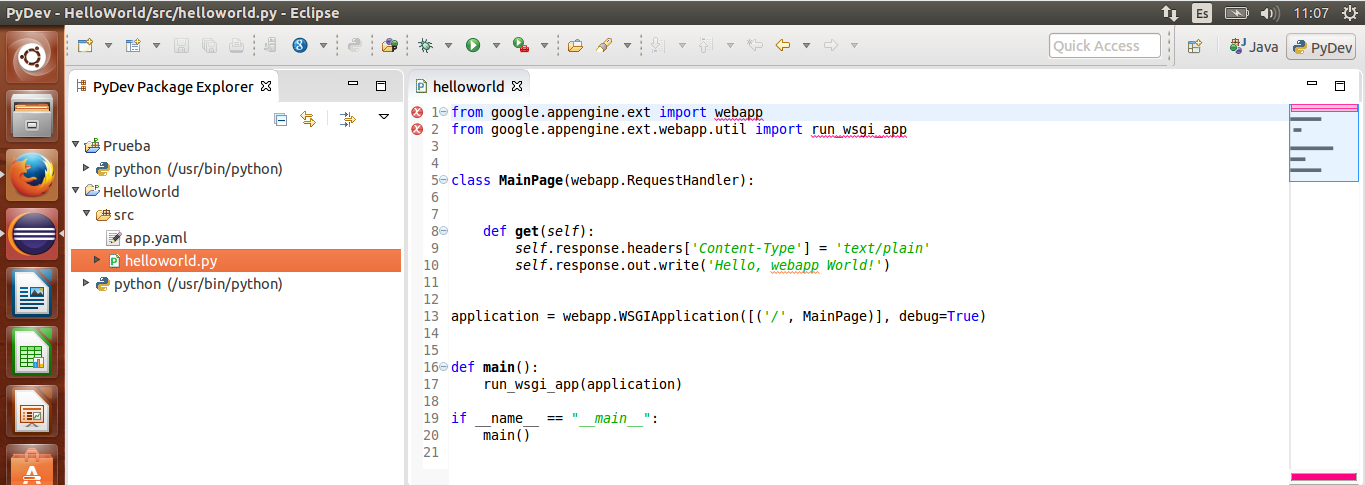 PyDev - HelloWorld/src/helloworld.py - Eclipse
Es
11:07
Quick Access
Java
PyDev
PyDev Package Explorer
helloworld
Prueba
python (/usr/bin/python)
HelloWorld
src
app.yaml
helloworld.py
python (/usr/bin/python)
1 from google.appengine.ext import webapp
2 from google.appengine.ext.webapp.util import run_wsgi_app
3
4
5 class MainPage(webapp.RequestHandler):
6
7
8 def get(self):
9 self.response.headers['Content-Type'] = 'text/plain'
10 self.response.out.write('Hello, webapp World!')
11
12
13 application = webapp.WSGIApplication([('/', MainPage)], debug=True)
14
15
16 def main():
17 run_wsgi_app(application)
18
19 if __name__ == "__main__":
20 main()
21